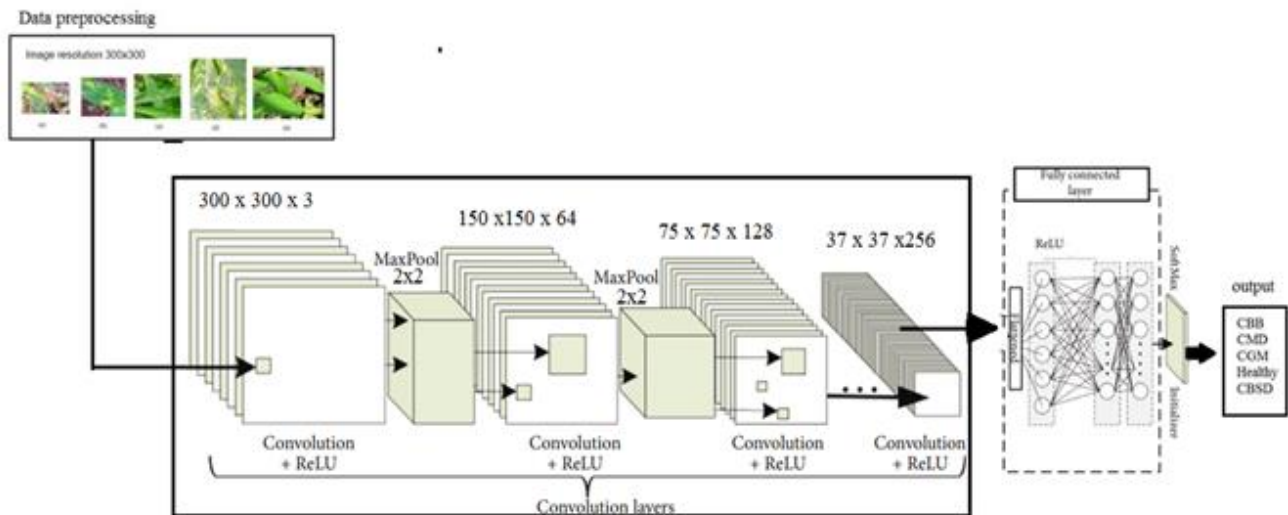 Data preprocessing
Image resolution 300x300
300 x 300 x 3
150 x150 x 64
75 x 75 x 128
37 x 37 x256
MaxPool
2x2
MaxPool
2x2
Convolution
+ ReLU
Convolution
+ ReLU
Convolution
+ ReLU
Convolution
+ ReLU
Convolution layers
Fully connected
layer
ReLU
SoftMax
Initializer
output
CBB
CMD
CGM
Healthy
CBSD